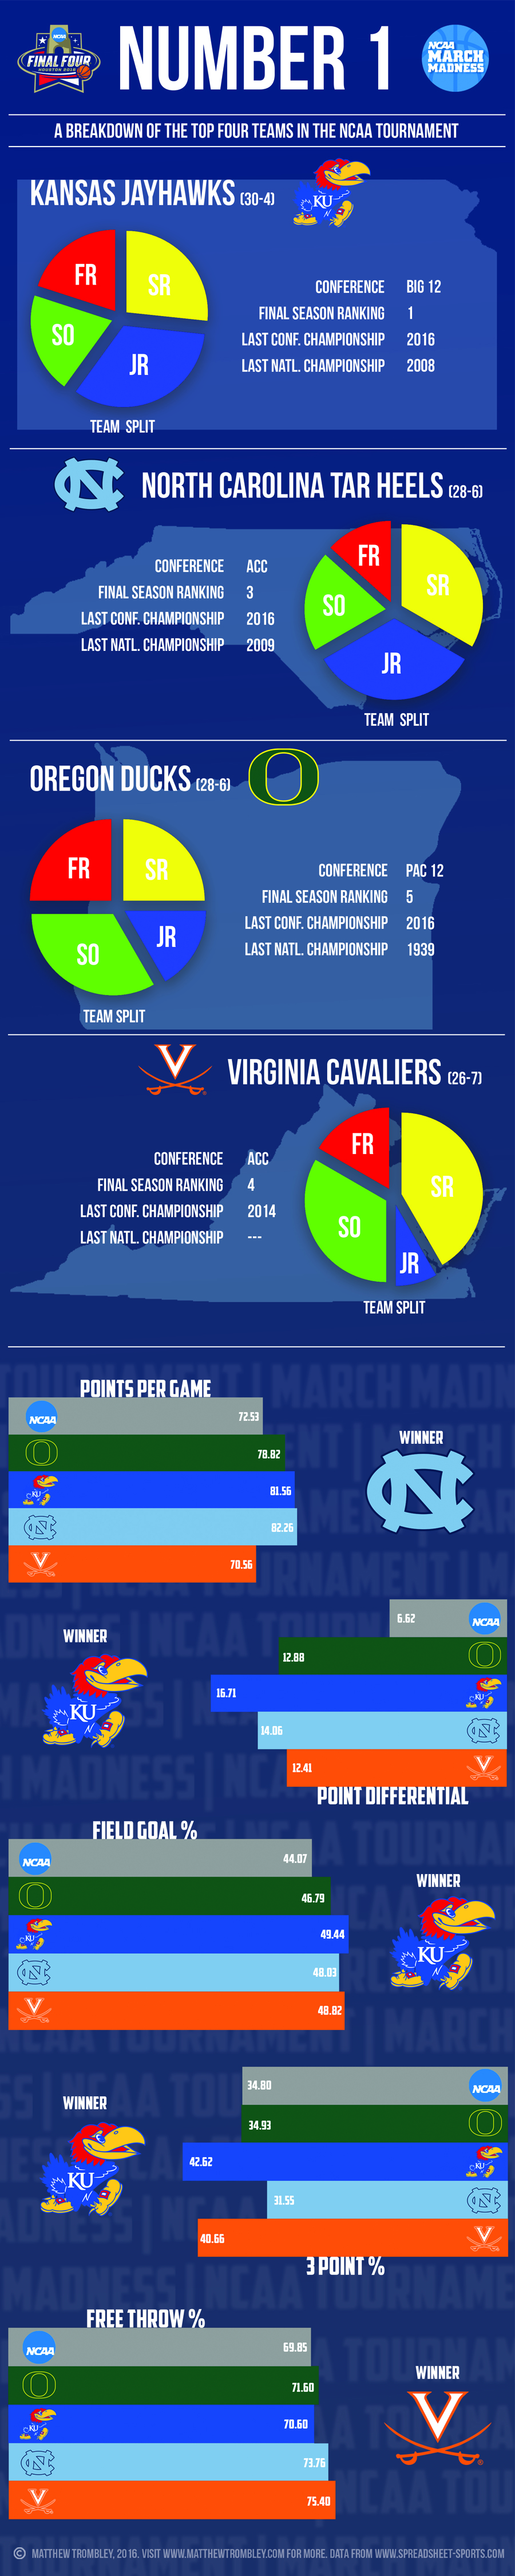 NCAA
FINAL FOUR
HOUSTON 2016
NUMBER 1
NCAA
MARCH
MADNESS
A BREAKDOWN OF THE TOP FOUR TEAMS IN THE NCAA TOURNAMENT
KANSAS JAYHAWKS (30-4)
KU
FR
SR
SO
JR
TEAM SPLIT
CONFERENCE BIG 12
FINAL SEASON RANKING 1
LAST CONF. CHAMPIONSHIP 2016
LAST NATL. CHAMPIONSHIP 2008
NC
NORTH CAROLINA TAR HEELS (28-6)
CONFERENCE ACC
FINAL SEASON RANKING 3
LAST CONF. CHAMPIONSHIP 2016
LAST NATL. CHAMPIONSHIP 2009
FR
SR
SO
JR
TEAM SPLIT
OREGON DUCKS (28-6)
O
FR
SR
SO
JR
TEAM SPLIT
CONFERENCE PAC 12
FINAL SEASON RANKING 5
LAST CONF. CHAMPIONSHIP 2016
LAST NATL. CHAMPIONSHIP 1939
V
VIRGINIA CAVALIERS (26-7)
CONFERENCE ACC
FINAL SEASON RANKING 4
LAST CONF. CHAMPIONSHIP 2014
LAST NATL. CHAMPIONSHIP ---
FR
SR
SO
JR
TEAM SPLIT
POINTS PER GAME
NCAA 72.53
O 78.82
KU 81.56
NC 82.26
V 70.56
WINNER
NC
WINNER
KU
6.62 NCAA
12.88 O
16.71 KU
14.06 NC
12.41 V
POINT DIFFERENTIAL
FIELD GOAL %
NCAA 44.07
O 46.79
KU 49.44
NC 48.03
V 48.82
WINNER
KU
WINNER
KU
34.80 NCAA
34.93 O
42.62 KU
31.55 NC
40.66 V
3 POINT %
FREE THROW %
NCAA 69.85
O 71.60
KU 70.60
NC 73.76
V 75.40
WINNER
V
© MATTHEW TROMBLEY, 2016. VISIT WWW.MATTHEWTROMBLEY.COM FOR MORE. DATA FROM WWW.SPREADSHEET-SPORTS.COM